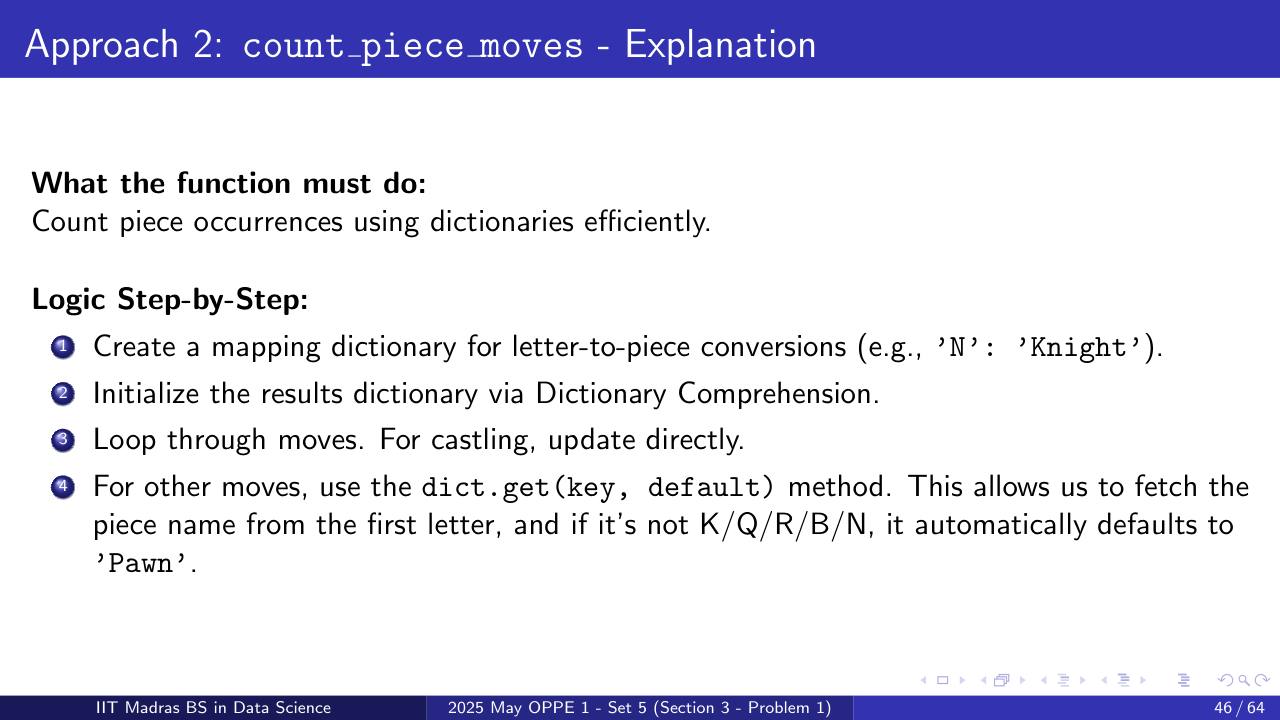 Approach 2: count_piece_moves - Explanation
What the function must do:
Count piece occurrences using dictionaries efficiently.
Logic Step-by-Step:
1 Create a mapping dictionary for letter-to-piece conversions (e.g., ’N’: ’Knight’).
2 Initialize the results dictionary via Dictionary Comprehension.
3 Loop through moves. For castling, update directly.
4 For other moves, use the dict.get(key, default) method. This allows us to fetch the
piece name from the first letter, and if it's not K/Q/R/B/N, it automatically defaults to
’Pawn’.
IIT Madras BS in Data Science 2025 May OPPE 1 - Set 5 (Section 3 - Problem 1) 46 / 64